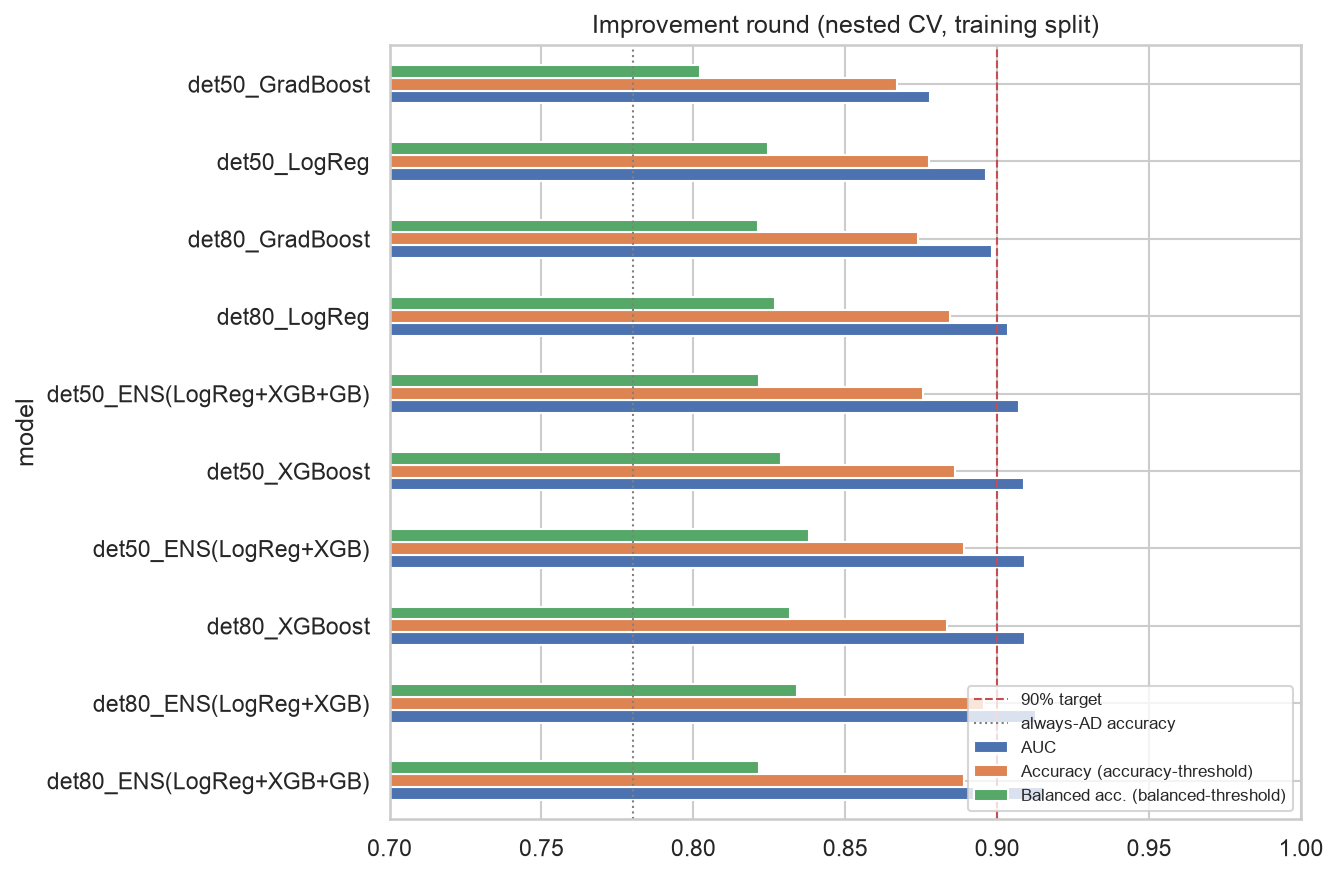 Improvement round (nested CV, training split)
model
det50_GradBoost
det50_LogReg
det80_GradBoost
det80_LogReg
det50_ENS(LogReg+XGB+GB)
det50_XGBoost
det50_ENS(LogReg+XGB)
det80_XGBoost
det80_ENS(LogReg+XGB)
det80_ENS(LogReg+XGB+GB)
90% target
always-AD accuracy
AUC
Accuracy (accuracy-threshold)
Balanced acc. (balanced-threshold)
0.70 0.75 0.80 0.85 0.90 0.95 1.00